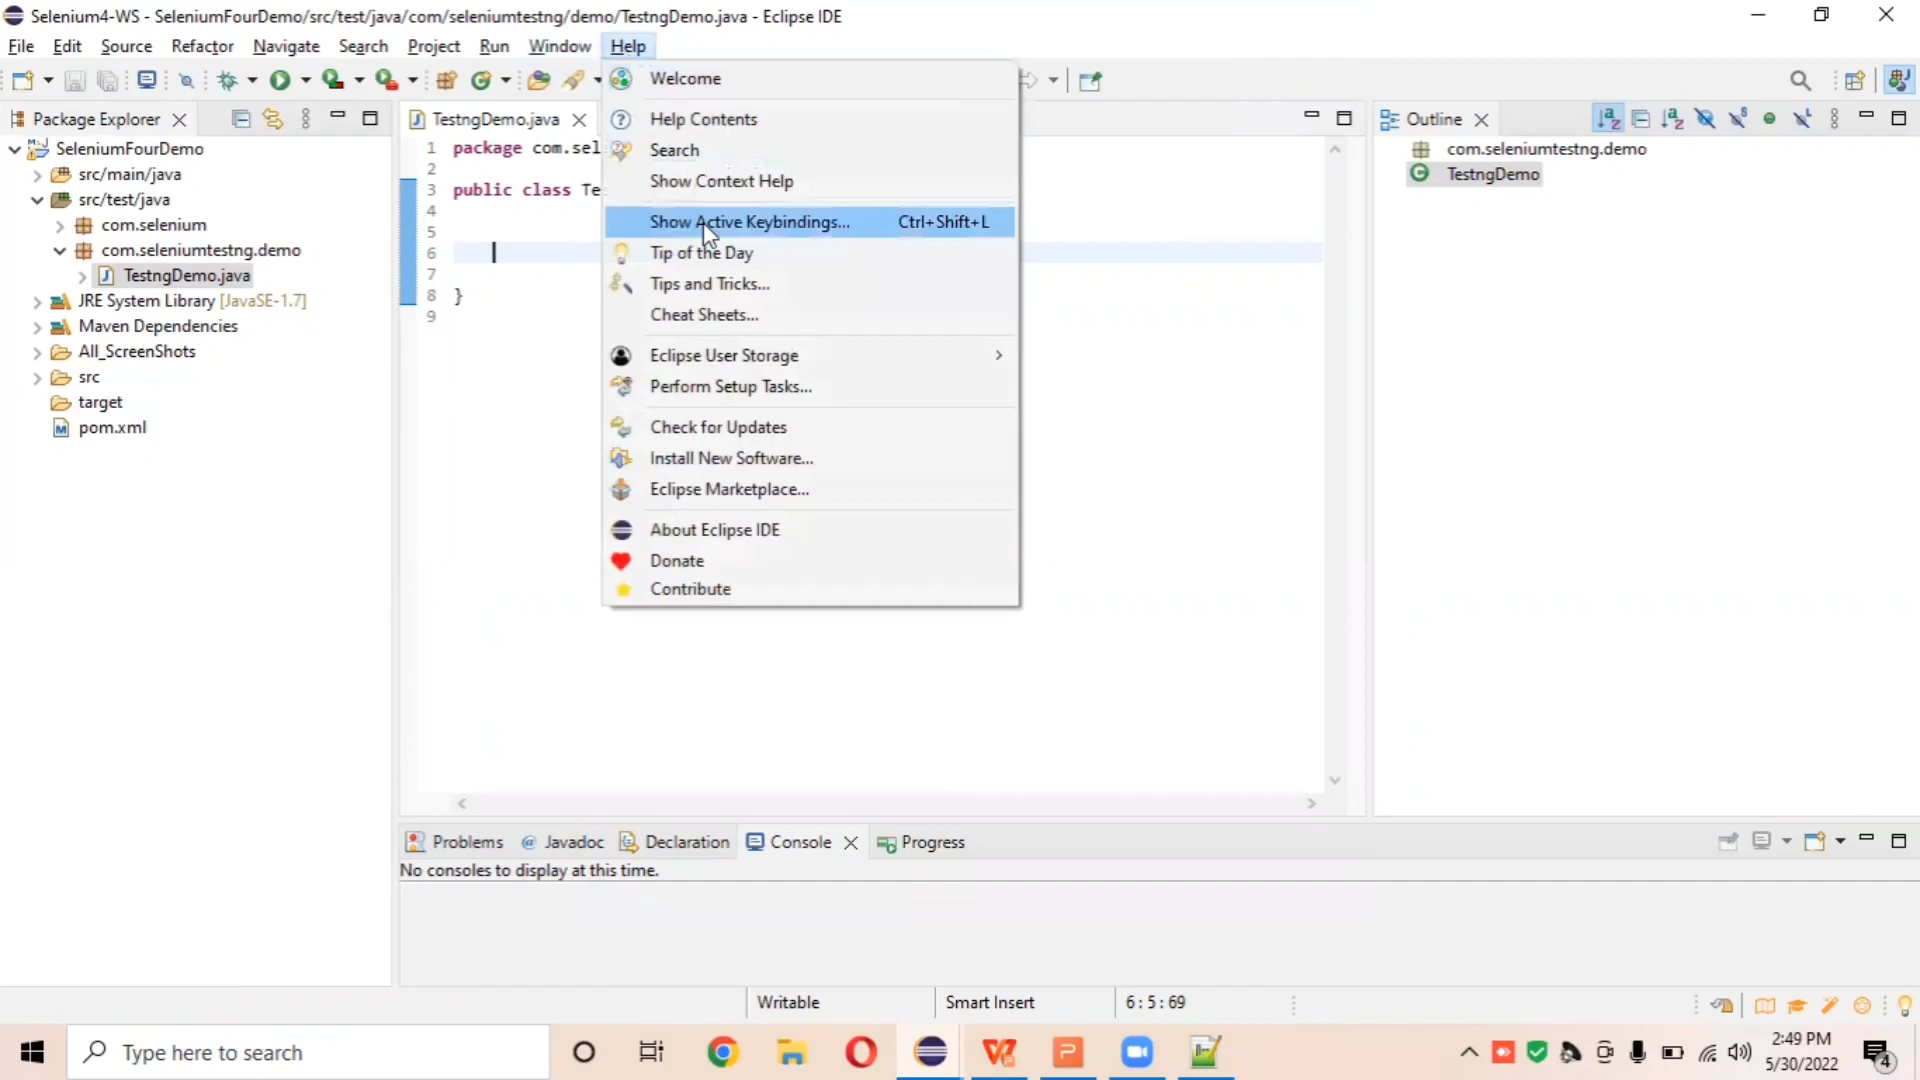 Selenium4-WS - SeleniumFourDemo/src/test/java/com/seleniumtestng/demo/TestngDemo.java - Eclipse IDE
File Edit Source Refactor Navigate Search Project Run Window Help
Package Explorer
SeleniumFourDemo
src/main/java
src/test/java
com.selenium
com.seleniumtestng.demo
TestngDemo.java
JRE System Library [JavaSE-1.7]
Maven Dependencies
All_ScreenShots
src
target
pom.xml
TestngDemo.java
1 package com.sel
2
3 public class Te
4
5
6
7
8 }
9
Welcome
Help Contents
Search
Show Context Help
Show Active Keybindings... Ctrl+Shift+L
Tip of the Day
Tips and Tricks...
Cheat Sheets...
Eclipse User Storage
Perform Setup Tasks...
Check for Updates
Install New Software...
Eclipse Marketplace...
About Eclipse IDE
Donate
Contribute
Outline
com.seleniumtestng.demo
TestngDemo
Problems Javadoc Declaration Console Progress
No consoles to display at this time.
Writable Smart Insert 6 : 5 : 69
Type here to search
2:49 PM
5/30/2022
4